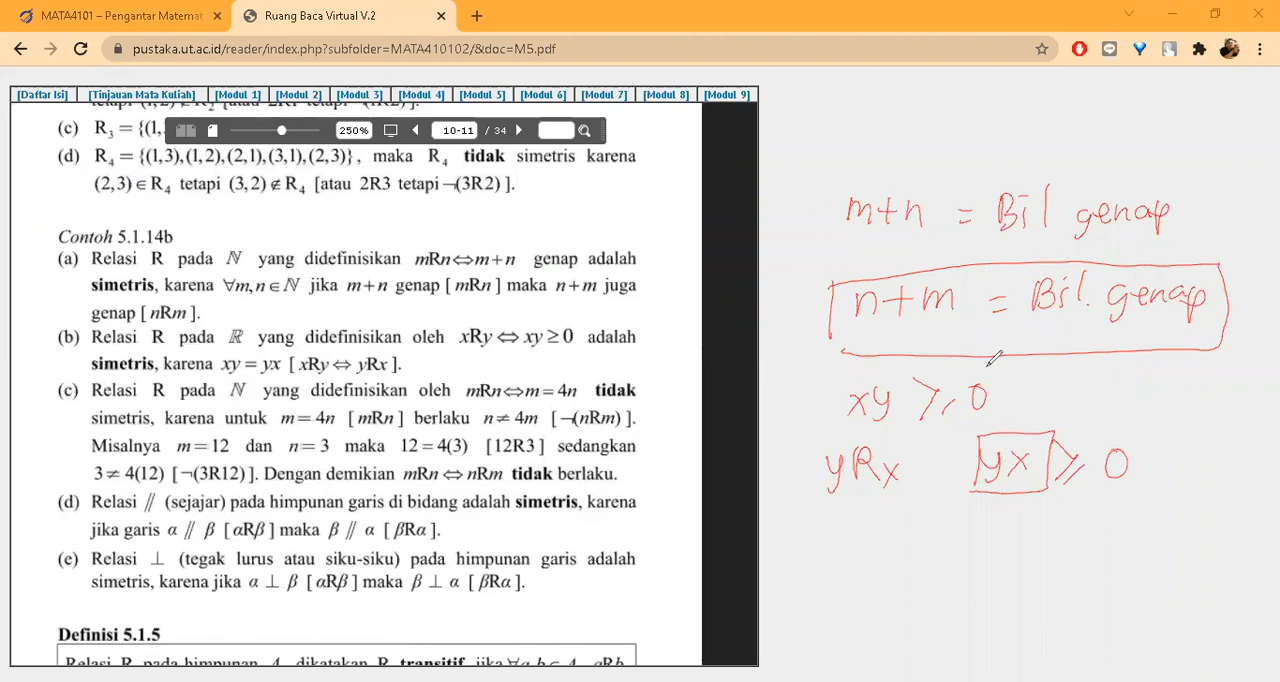 MATA4101 – Pengantar Matemat
Ruang Baca Virtual V.2
pustaka.ut.ac.id/reader/index.php?subfolder=MATA410102/&doc=M5.pdf
[Daftar Isi] [Tinjauan Mata Kuliah] [Modul 1] [Modul 2] [Modul 3] [Modul 4] [Modul 5] [Modul 6] [Modul 7] [Modul 8] [Modul 9]
250% 10-11 / 34
(c) R₃ = {(1,
(d) R₄ = {(1,3),(1,2),(2,1),(3,1),(2,3)}, maka R₄ tidak simetris karena
(2,3)∈R₄ tetapi (3,2)∉R₄ [atau 2R3 tetapi ¬(3R2)].
Contoh 5.1.14b
(a) Relasi R pada ℕ yang didefinisikan mRn⇔m+n genap adalah
simetris, karena ∀m,n∈ℕ jika m+n genap [mRn] maka n+m juga
genap [nRm].
(b) Relasi R pada ℝ yang didefinisikan oleh xRy⇔xy≥0 adalah
simetris, karena xy = yx [xRy⇔yRx].
(c) Relasi R pada ℕ yang didefinisikan oleh mRn⇔m=4n tidak
simetris, karena untuk m=4n [mRn] berlaku n≠4m [¬(nRm)].
Misalnya m=12 dan n=3 maka 12=4(3) [12R3] sedangkan
3≠4(12) [¬(3R12)]. Dengan demikian mRn⇔nRm tidak berlaku.
(d) Relasi // (sejajar) pada himpunan garis di bidang adalah simetris, karena
jika garis α // β [αRβ] maka β // α [βRα].
(e) Relasi ⊥ (tegak lurus atau siku-siku) pada himpunan garis adalah
simetris, karena jika α ⊥ β [αRβ] maka β ⊥ α [βRα].
Definisi 5.1.5
Relasi R pada himpunan A dikatakan R transitif jika ∀a,b∈A, aRb
m+n = Bil genap
n+m = Bil. genap
xy ≥ 0
yRx yx ≥ 0